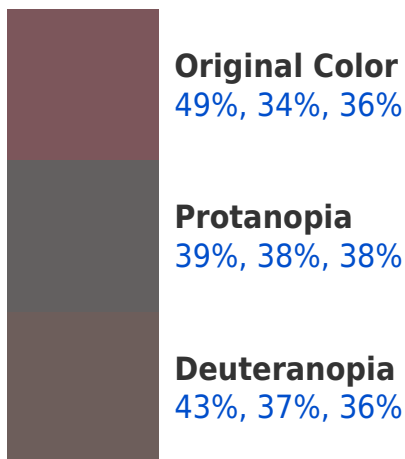 Original Color
49%, 34%, 36%
Protanopia
39%, 38%, 38%
Deuteranopia
43%, 37%, 36%